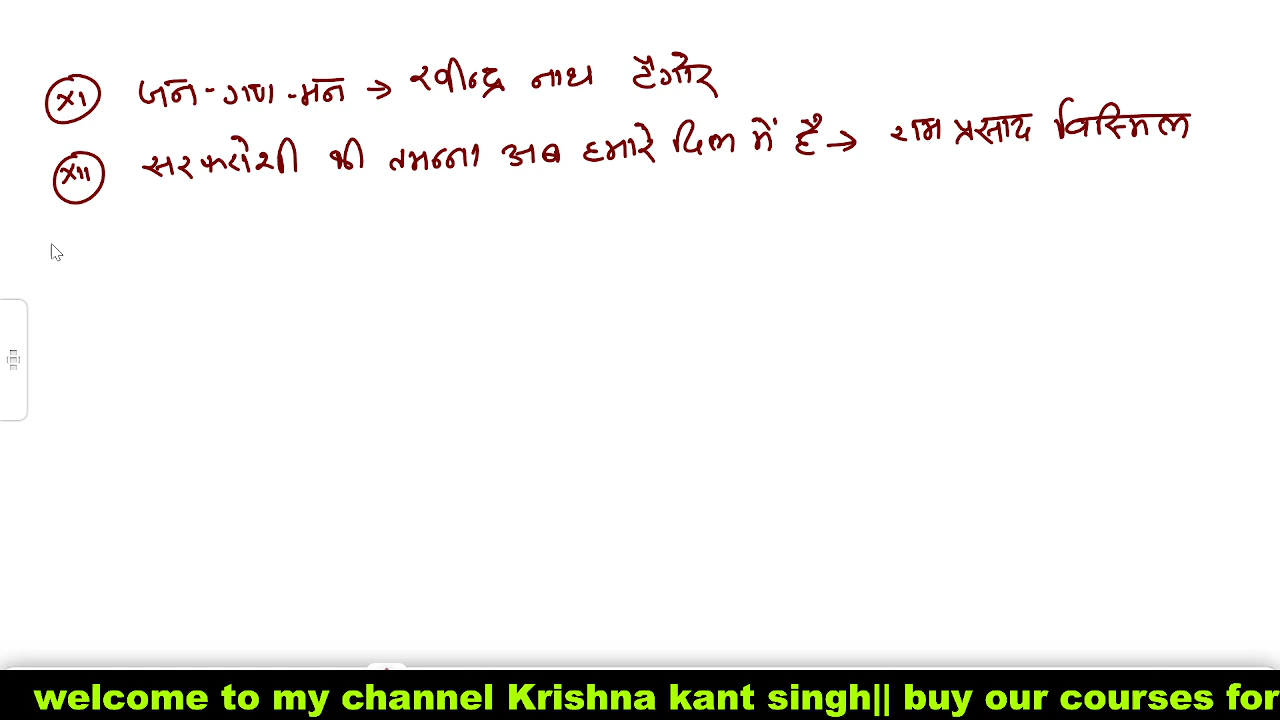 XI जन-गण-मन → रवीन्द्र नाथ टैगोर
XII सरफरोशी की तमन्ना अब हमारे दिल में है → राम प्रसाद विस्मिल
welcome to my channel Krishna kant singh|| buy our courses for